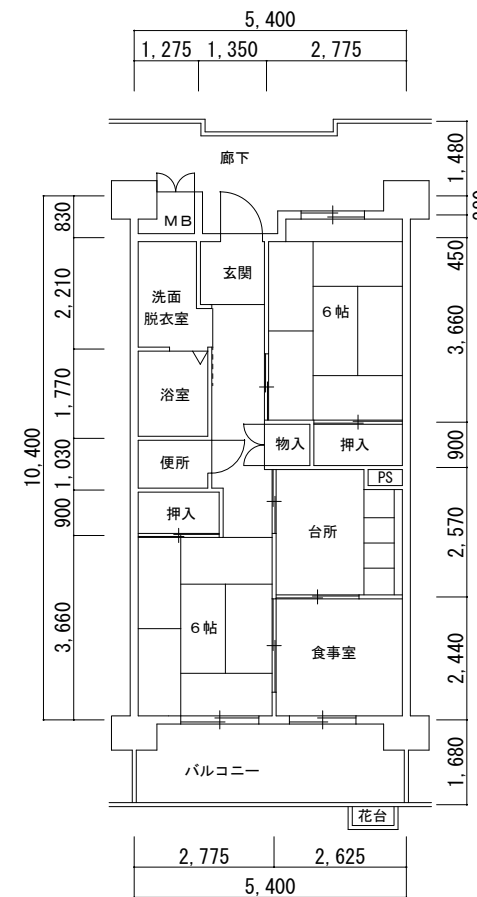 5,400
1,275 1,350 2,775
廊下
1,480
830
MB
450
玄関
洗面
脱衣室
2,210
6帖
3,660
浴室
1,770
10,400
物入
押入
900
便所
1,030
PS
押入
900
台所
2,570
6帖
3,660
食事室
2,440
バルコニー
1,680
花台
2,775 2,625
5,400